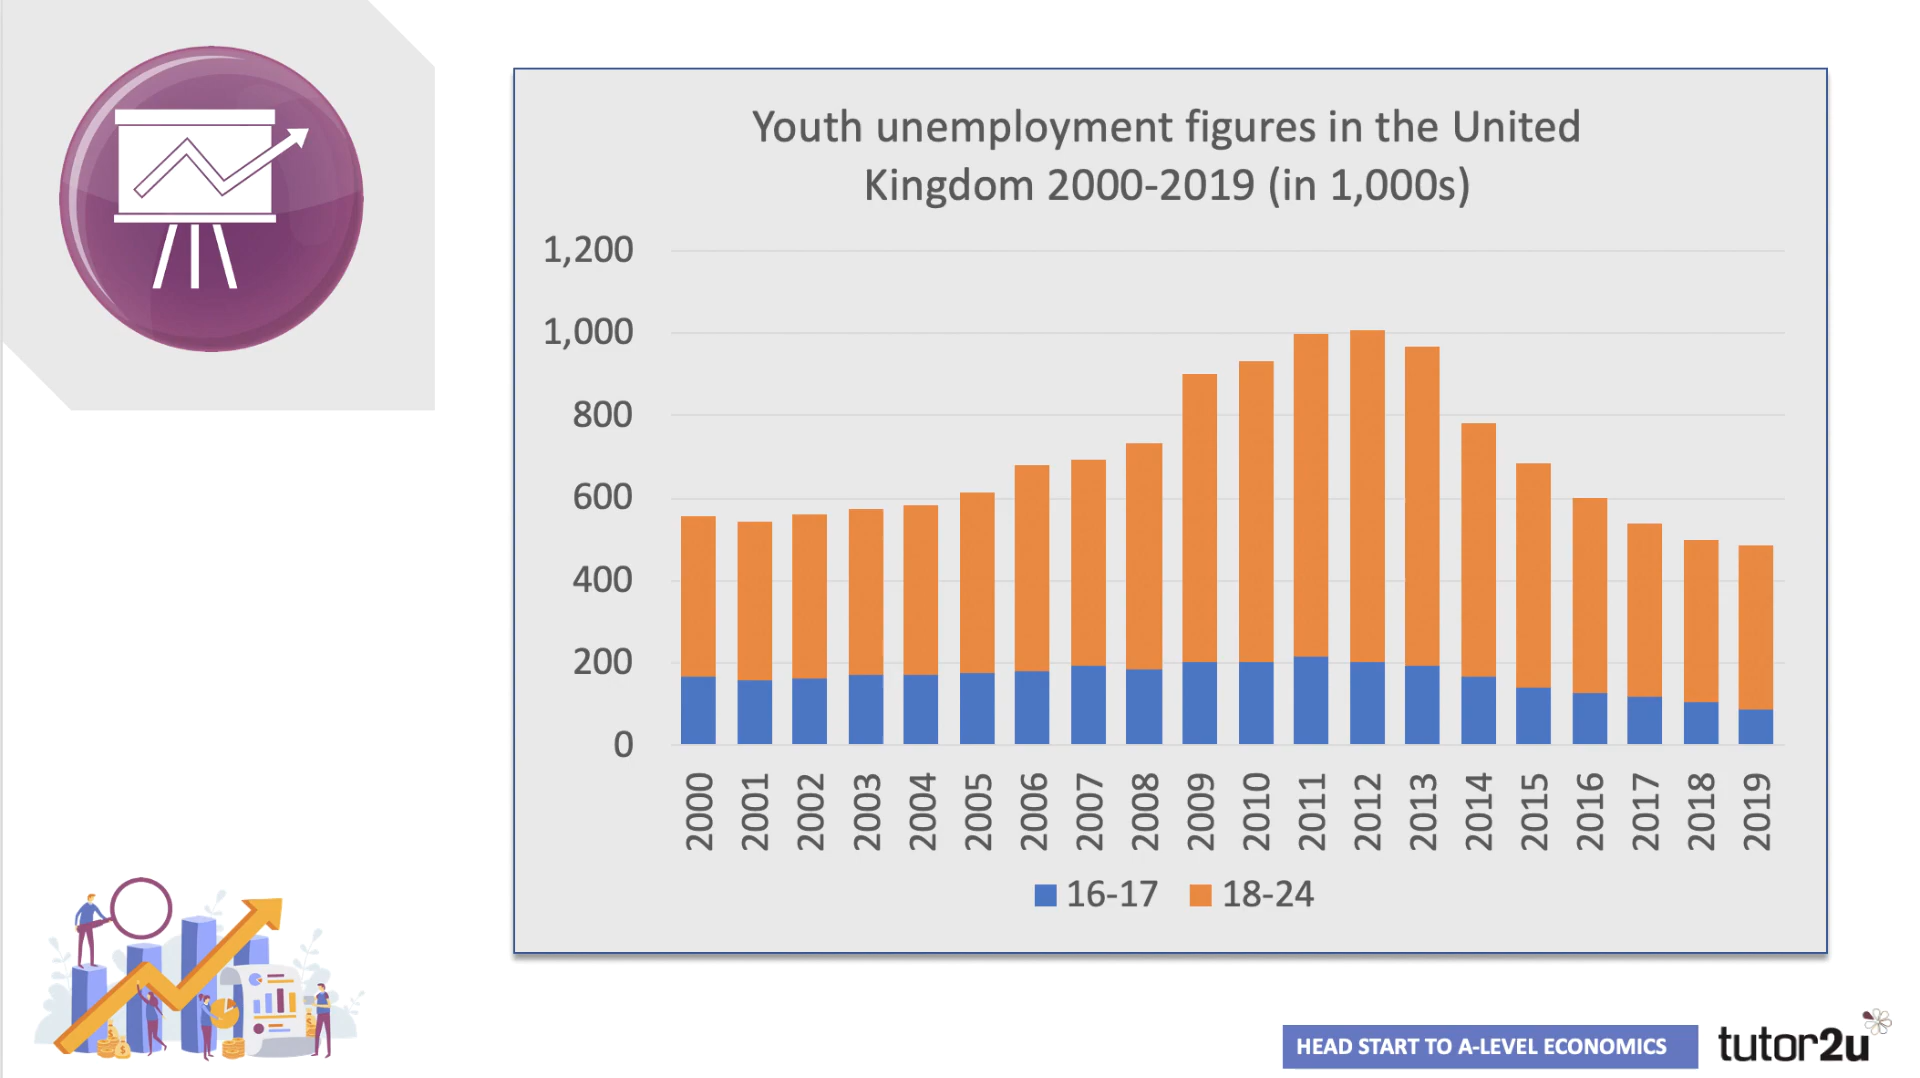 Youth unemployment figures in the United
Kingdom 2000-2019 (in 1,000s)
1,200
1,000
800
600
400
200
0
2000 2001 2002 2003 2004 2005 2006 2007 2008 2009 2010 2011 2012 2013 2014 2015 2016 2017 2018 2019
16-17 18-24
HEAD START TO A-LEVEL ECONOMICS
tutor2u